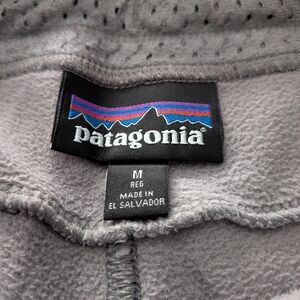 patagonia®
M
REG
MADE IN
EL SALVADOR